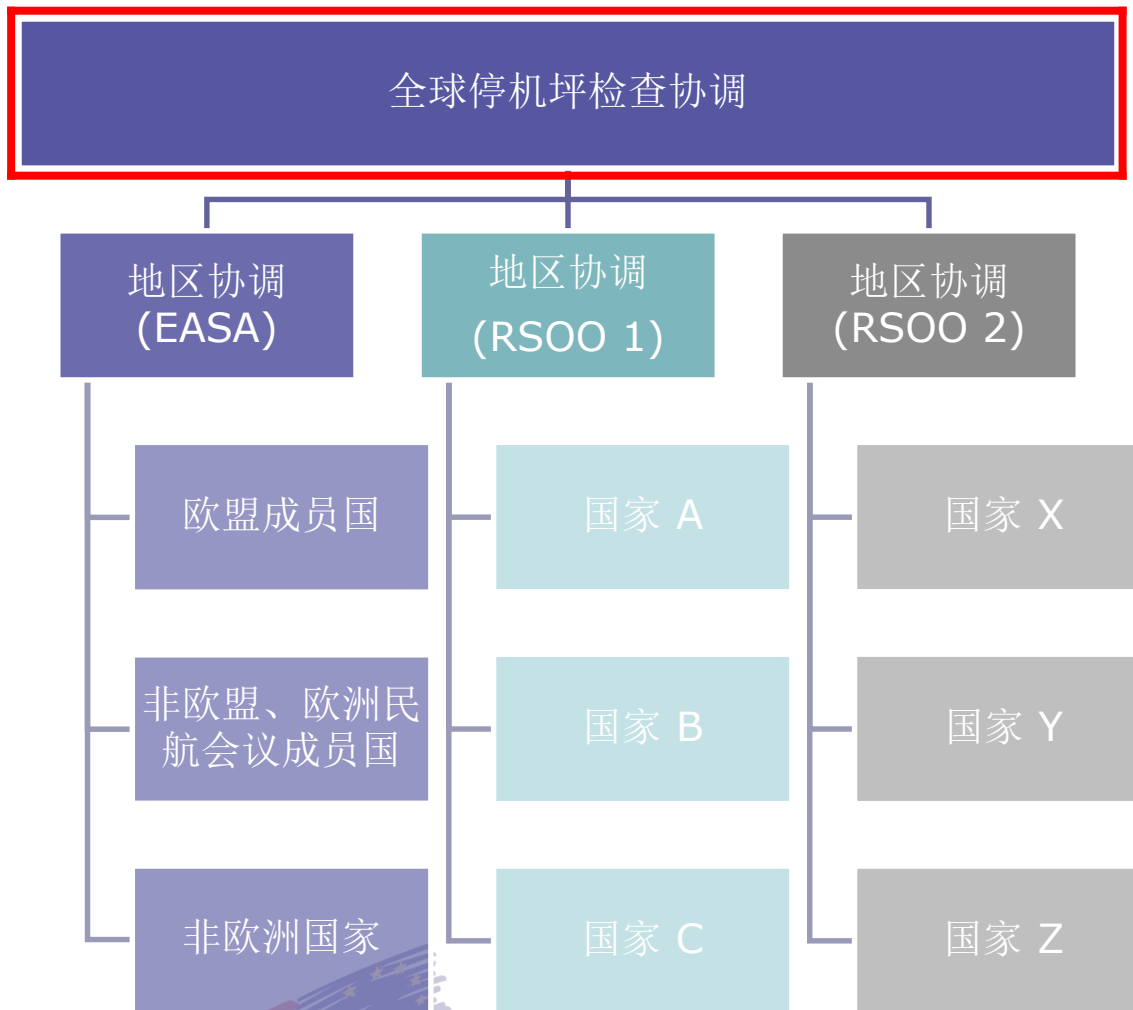 全球停机坪检查协调
地区协调
(EASA)
地区协调
(RSOO 1)
地区协调
(RSOO 2)
欧盟成员国
国家 A
国家 X
非欧盟、欧洲民
航会议成员国
国家 B
国家 Y
非欧洲国家
国家 C
国家 Z